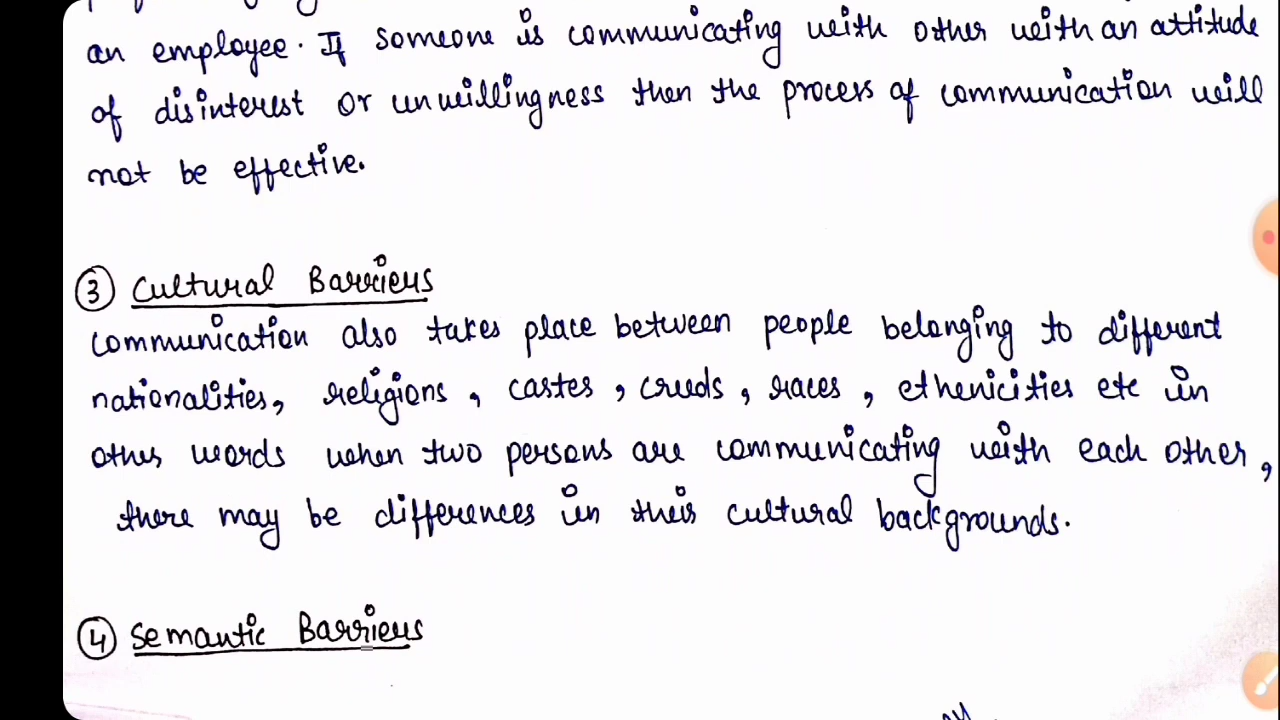 an employee. If someone is communicating with other with an attitude
of disinterest or unwillingness then the process of communication will
not be effective.
3 Cultural Barriers
communication also takes place between people belonging to different
nationalities, religions, castes, creeds, races, ethenicities etc in
other words when two persons are communicating with each other,
there may be differences in their cultural backgrounds.
4 Semantic Barriers